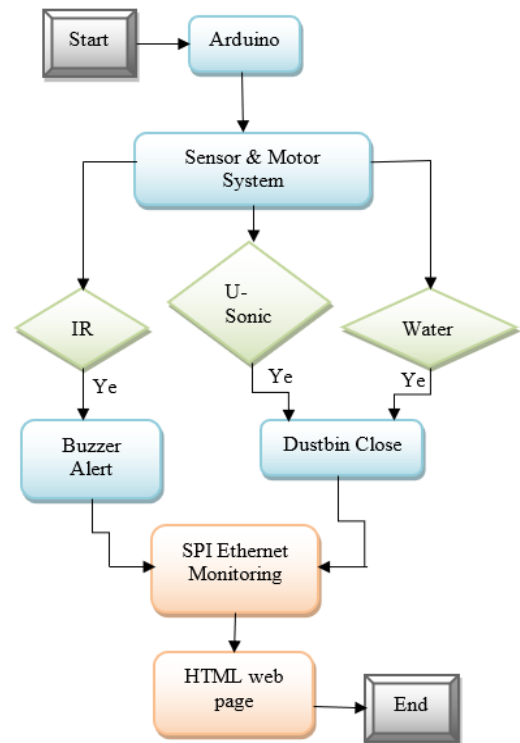 Start
Arduino
Sensor & Motor
System
IR
U-
Sonic
Water
Ye
Ye
Ye
Buzzer
Alert
Dustbin Close
SPI Ethernet
Monitoring
HTML web
page
End